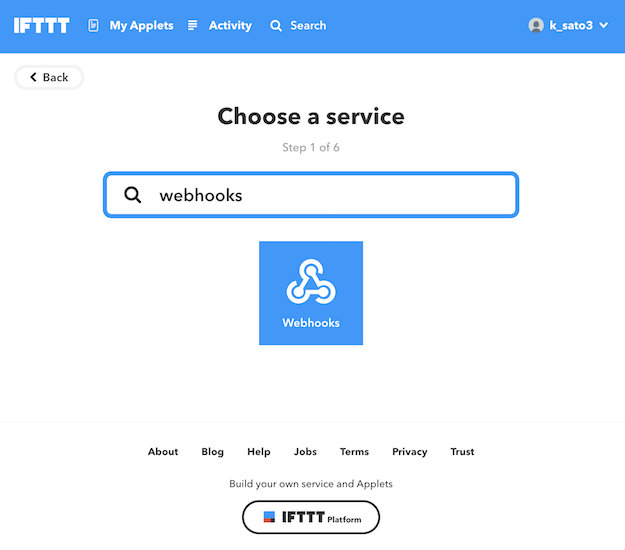 IFTTT My Applets Activity Search k_sato3
Back
Choose a service
Step 1 of 6
webhooks
Webhooks
About Blog Help Jobs Terms Privacy Trust
Build your own service and Applets
IFTTT Platform